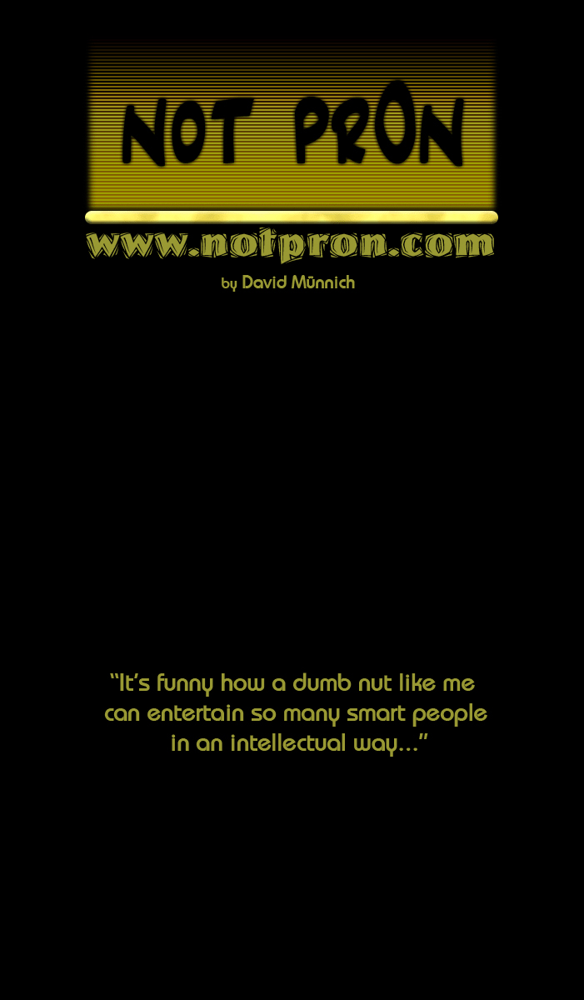 NOT PRON
www.notpron.com
by David Münnich
“It’s funny how a dumb nut like me
can entertain so many smart people
in an intellectual way...”